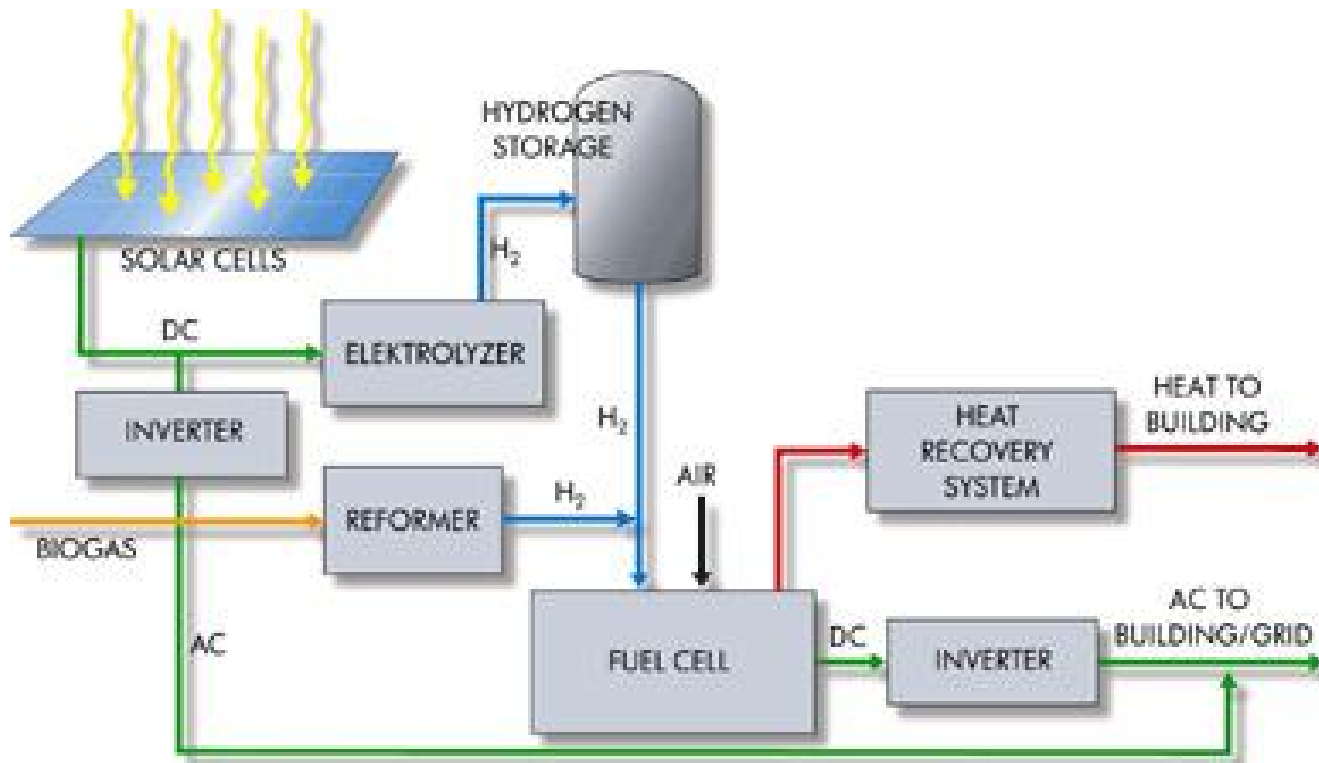 HYDROGEN
STORAGE
SOLAR CELLS
H₂
DC
ELEKTROLYZER
INVERTER
H₂
HEAT
RECOVERY
SYSTEM
HEAT TO
BUILDING
BIOGAS
REFORMER
H₂
AIR
AC
FUEL CELL
DC
INVERTER
AC TO
BUILDING/GRID